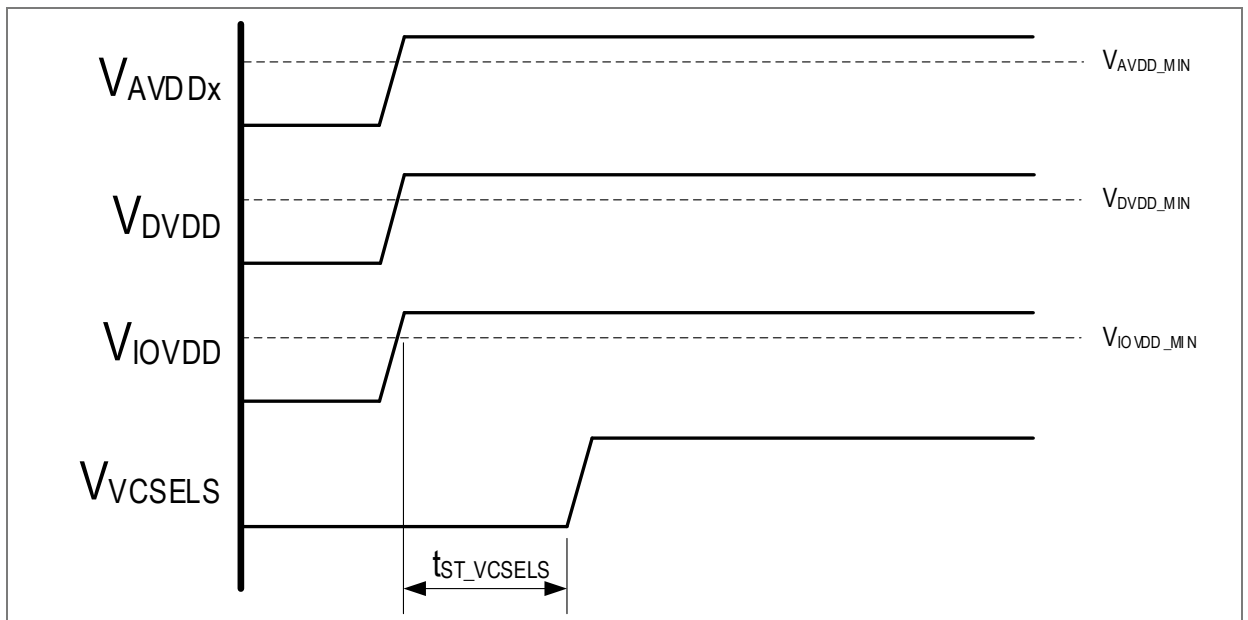 VAVDDx
VAVDD_MIN
VDVDD
VDVDD_MIN
VIOVDD
VIOVDD_MIN
VVCSELS
tST_VCSELS